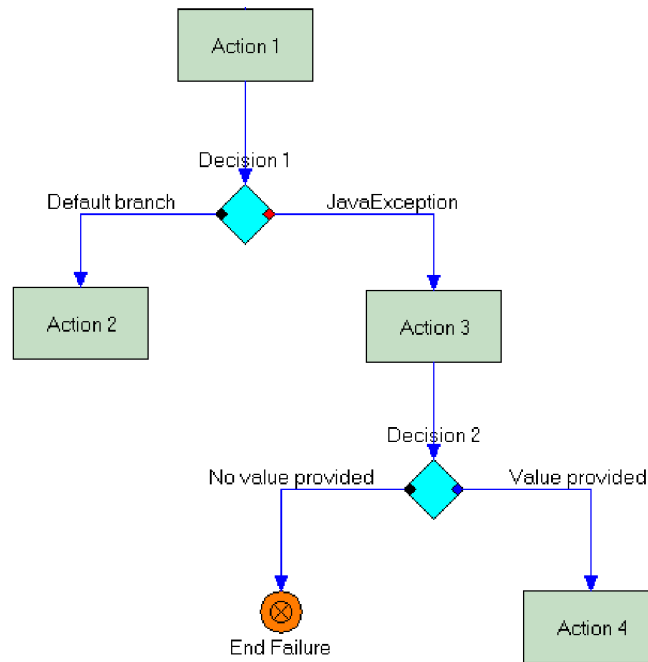 Action 1
Decision 1
Default branch
JavaException
Action 2
Action 3
Decision 2
No value provided
Value provided
End Failure
Action 4